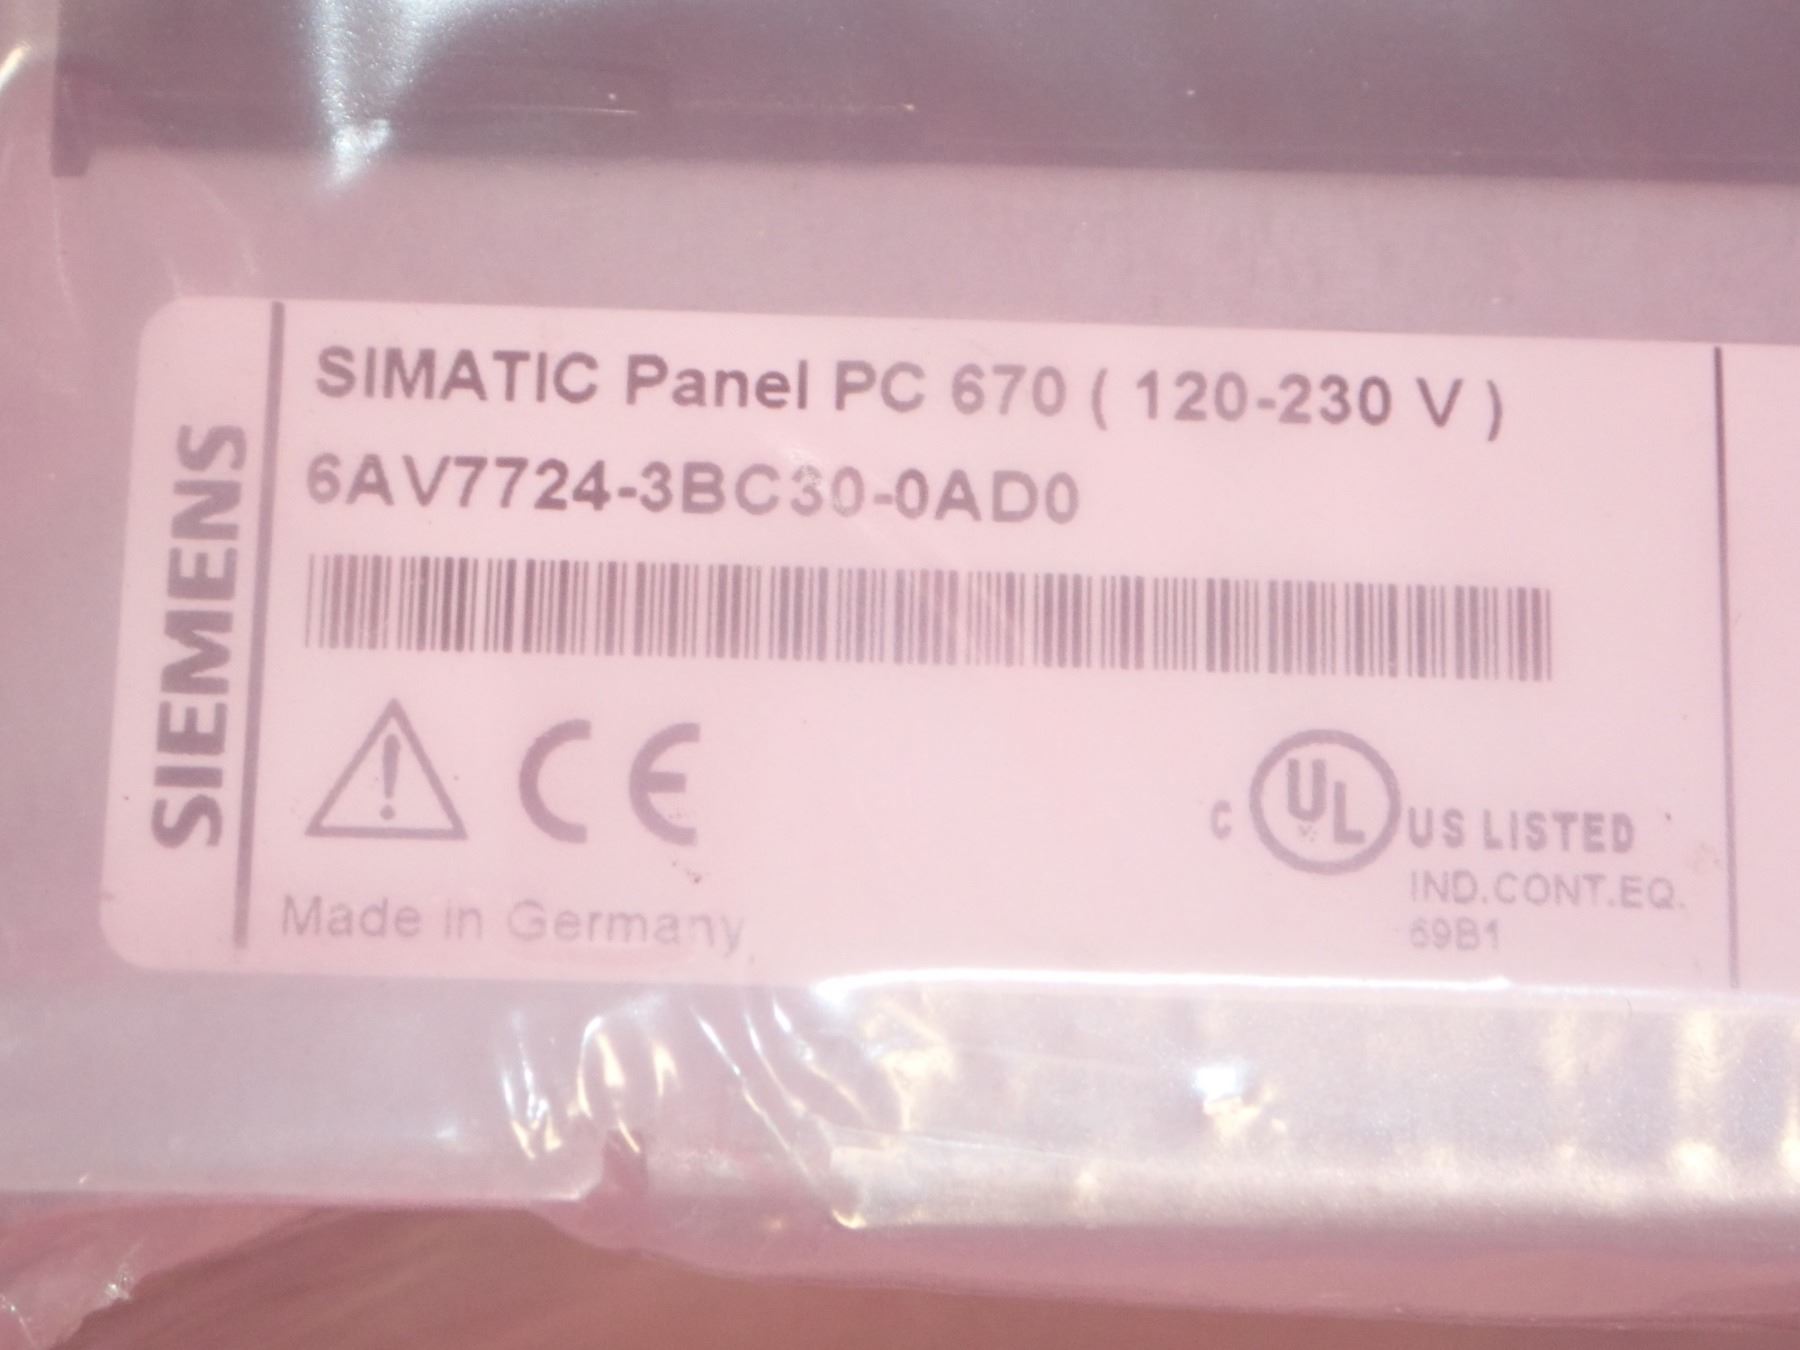 SIEMENS
SIMATIC Panel PC 670 ( 120-230 V )
6AV7724-3BC30-0AD0
CE
C UL US LISTED
IND.CONT.EQ.
69B1
Made in Germany